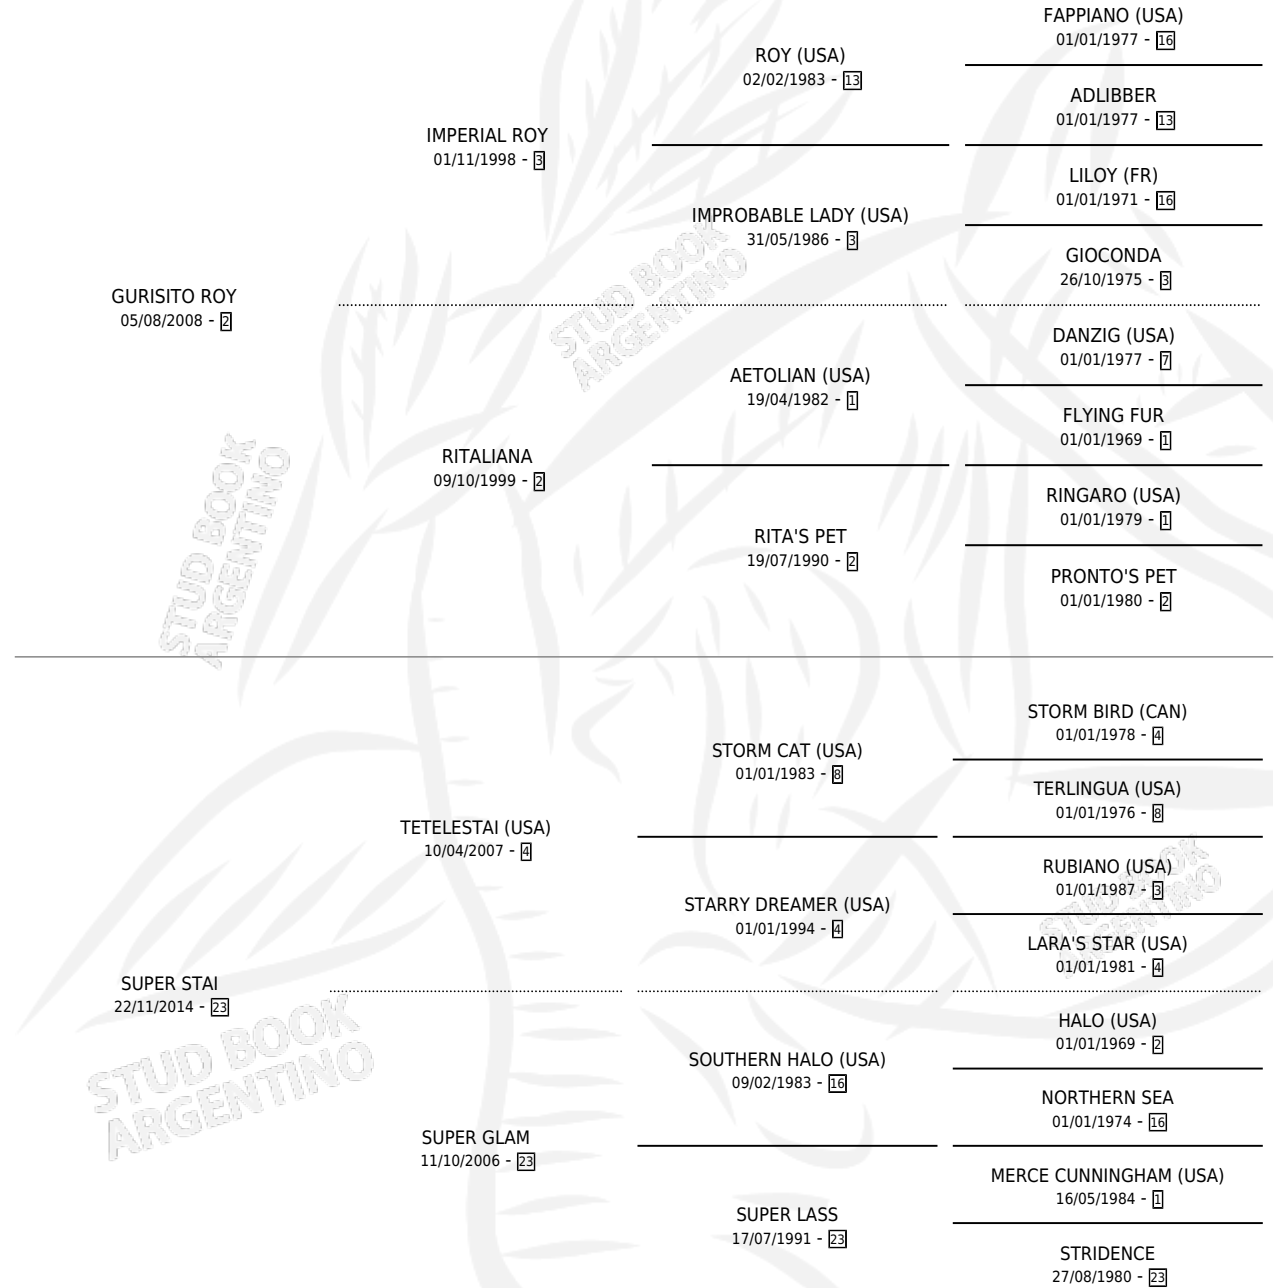 FAPPIANO (USA)
01/01/1977 - 16
ROY (USA)
02/02/1983 - 13
ADLIBBER
01/01/1977 - 13
IMPERIAL ROY
01/11/1998 - 3
LILOY (FR)
01/01/1971 - 16
IMPROBABLE LADY (USA)
31/05/1986 - 3
GIOCONDA
26/10/1975 - 3
GURISITO ROY
05/08/2008 - 2
DANZIG (USA)
01/01/1977 - 7
AETOLIAN (USA)
19/04/1982 - 1
FLYING FUR
01/01/1969 - 1
RITALIANA
09/10/1999 - 2
RINGARO (USA)
01/01/1979 - 1
RITA'S PET
19/07/1990 - 2
PRONTO'S PET
01/01/1980 - 2
STORM BIRD (CAN)
01/01/1978 - 4
STORM CAT (USA)
01/01/1983 - 8
TERLINGUA (USA)
01/01/1976 - 8
TETELESTAI (USA)
10/04/2007 - 4
RUBIANO (USA)
01/01/1987 - 3
STARRY DREAMER (USA)
01/01/1994 - 4
LARA'S STAR (USA)
01/01/1981 - 4
SUPER STAI
22/11/2014 - 23
HALO (USA)
01/01/1969 - 2
SOUTHERN HALO (USA)
09/02/1983 - 16
NORTHERN SEA
01/01/1974 - 16
SUPER GLAM
11/10/2006 - 23
MERCE CUNNINGHAM (USA)
16/05/1984 - 1
SUPER LASS
17/07/1991 - 23
STRIDENCE
27/08/1980 - 23
STUD BOOK
ARGENTINO
STUD BOOK
ARGENTINO
STUD BOOK
ARGENTINO
STUD BOOK
ARGENTINO